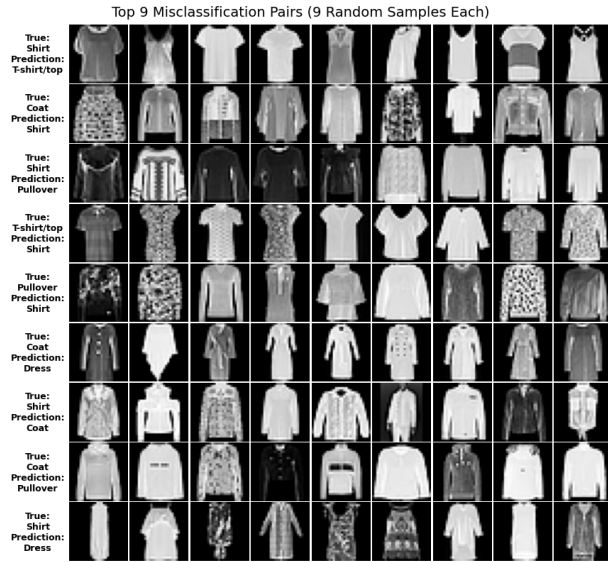 Top 9 Misclassification Pairs (9 Random Samples Each)
True:
Shirt
Prediction:
T-shirt/top
True:
Coat
Prediction:
Shirt
True:
Shirt
Prediction:
Pullover
True:
T-shirt/top
Prediction:
Shirt
True:
Pullover
Prediction:
Shirt
True:
Coat
Prediction:
Dress
True:
Shirt
Prediction:
Coat
True:
Coat
Prediction:
Pullover
True:
Shirt
Prediction:
Dress